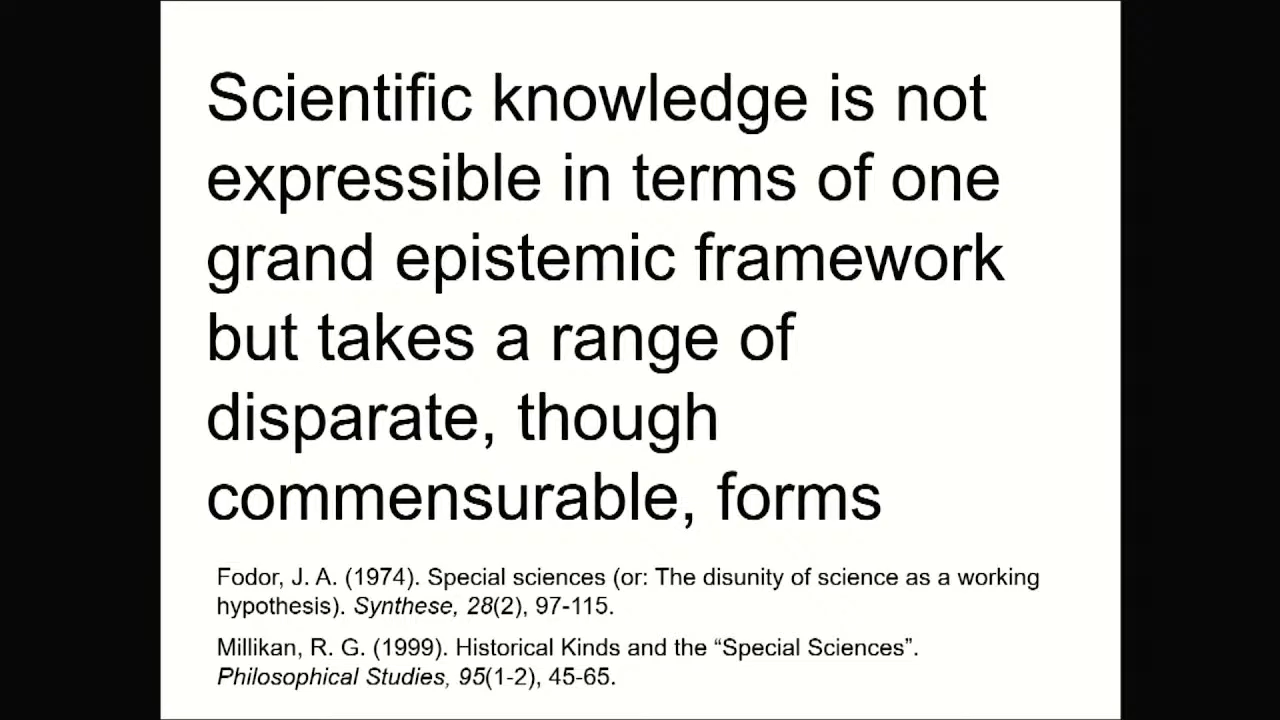 Scientific knowledge is not
expressible in terms of one
grand epistemic framework
but takes a range of
disparate, though
commensurable, forms
Fodor, J. A. (1974). Special sciences (or: The disunity of science as a working
hypothesis). Synthese, 28(2), 97-115.
Millikan, R. G. (1999). Historical Kinds and the “Special Sciences”.
Philosophical Studies, 95(1-2), 45-65.